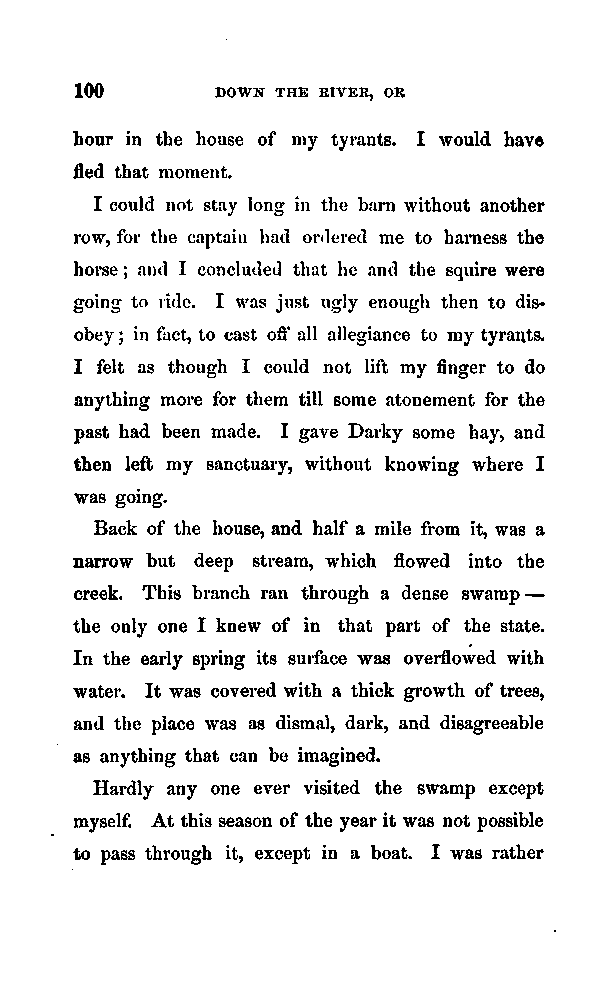 100 DOWN THE RIVER, OR
hour in the house of my tyrants. I would have
fled that moment.
I could not stay long in the barn without another
row, for the captain had ordered me to harness the
horse; and I concluded that he and the squire were
going to ride. I was just ugly enough then to dis-
obey; in fact, to cast off all allegiance to my tyrants.
I felt as though I could not lift my finger to do
anything more for them till some atonement for the
past had been made. I gave Darky some hay, and
then left my sanctuary, without knowing where I
was going.
Back of the house, and half a mile from it, was a
narrow but deep stream, which flowed into the
creek. This branch ran through a dense swamp —
the only one I knew of in that part of the state.
In the early spring its surface was overflowed with
water. It was covered with a thick growth of trees,
and the place was as dismal, dark, and disagreeable
as anything that can be imagined.
Hardly any one ever visited the swamp except
myself. At this season of the year it was not possible
to pass through it, except in a boat. I was rather